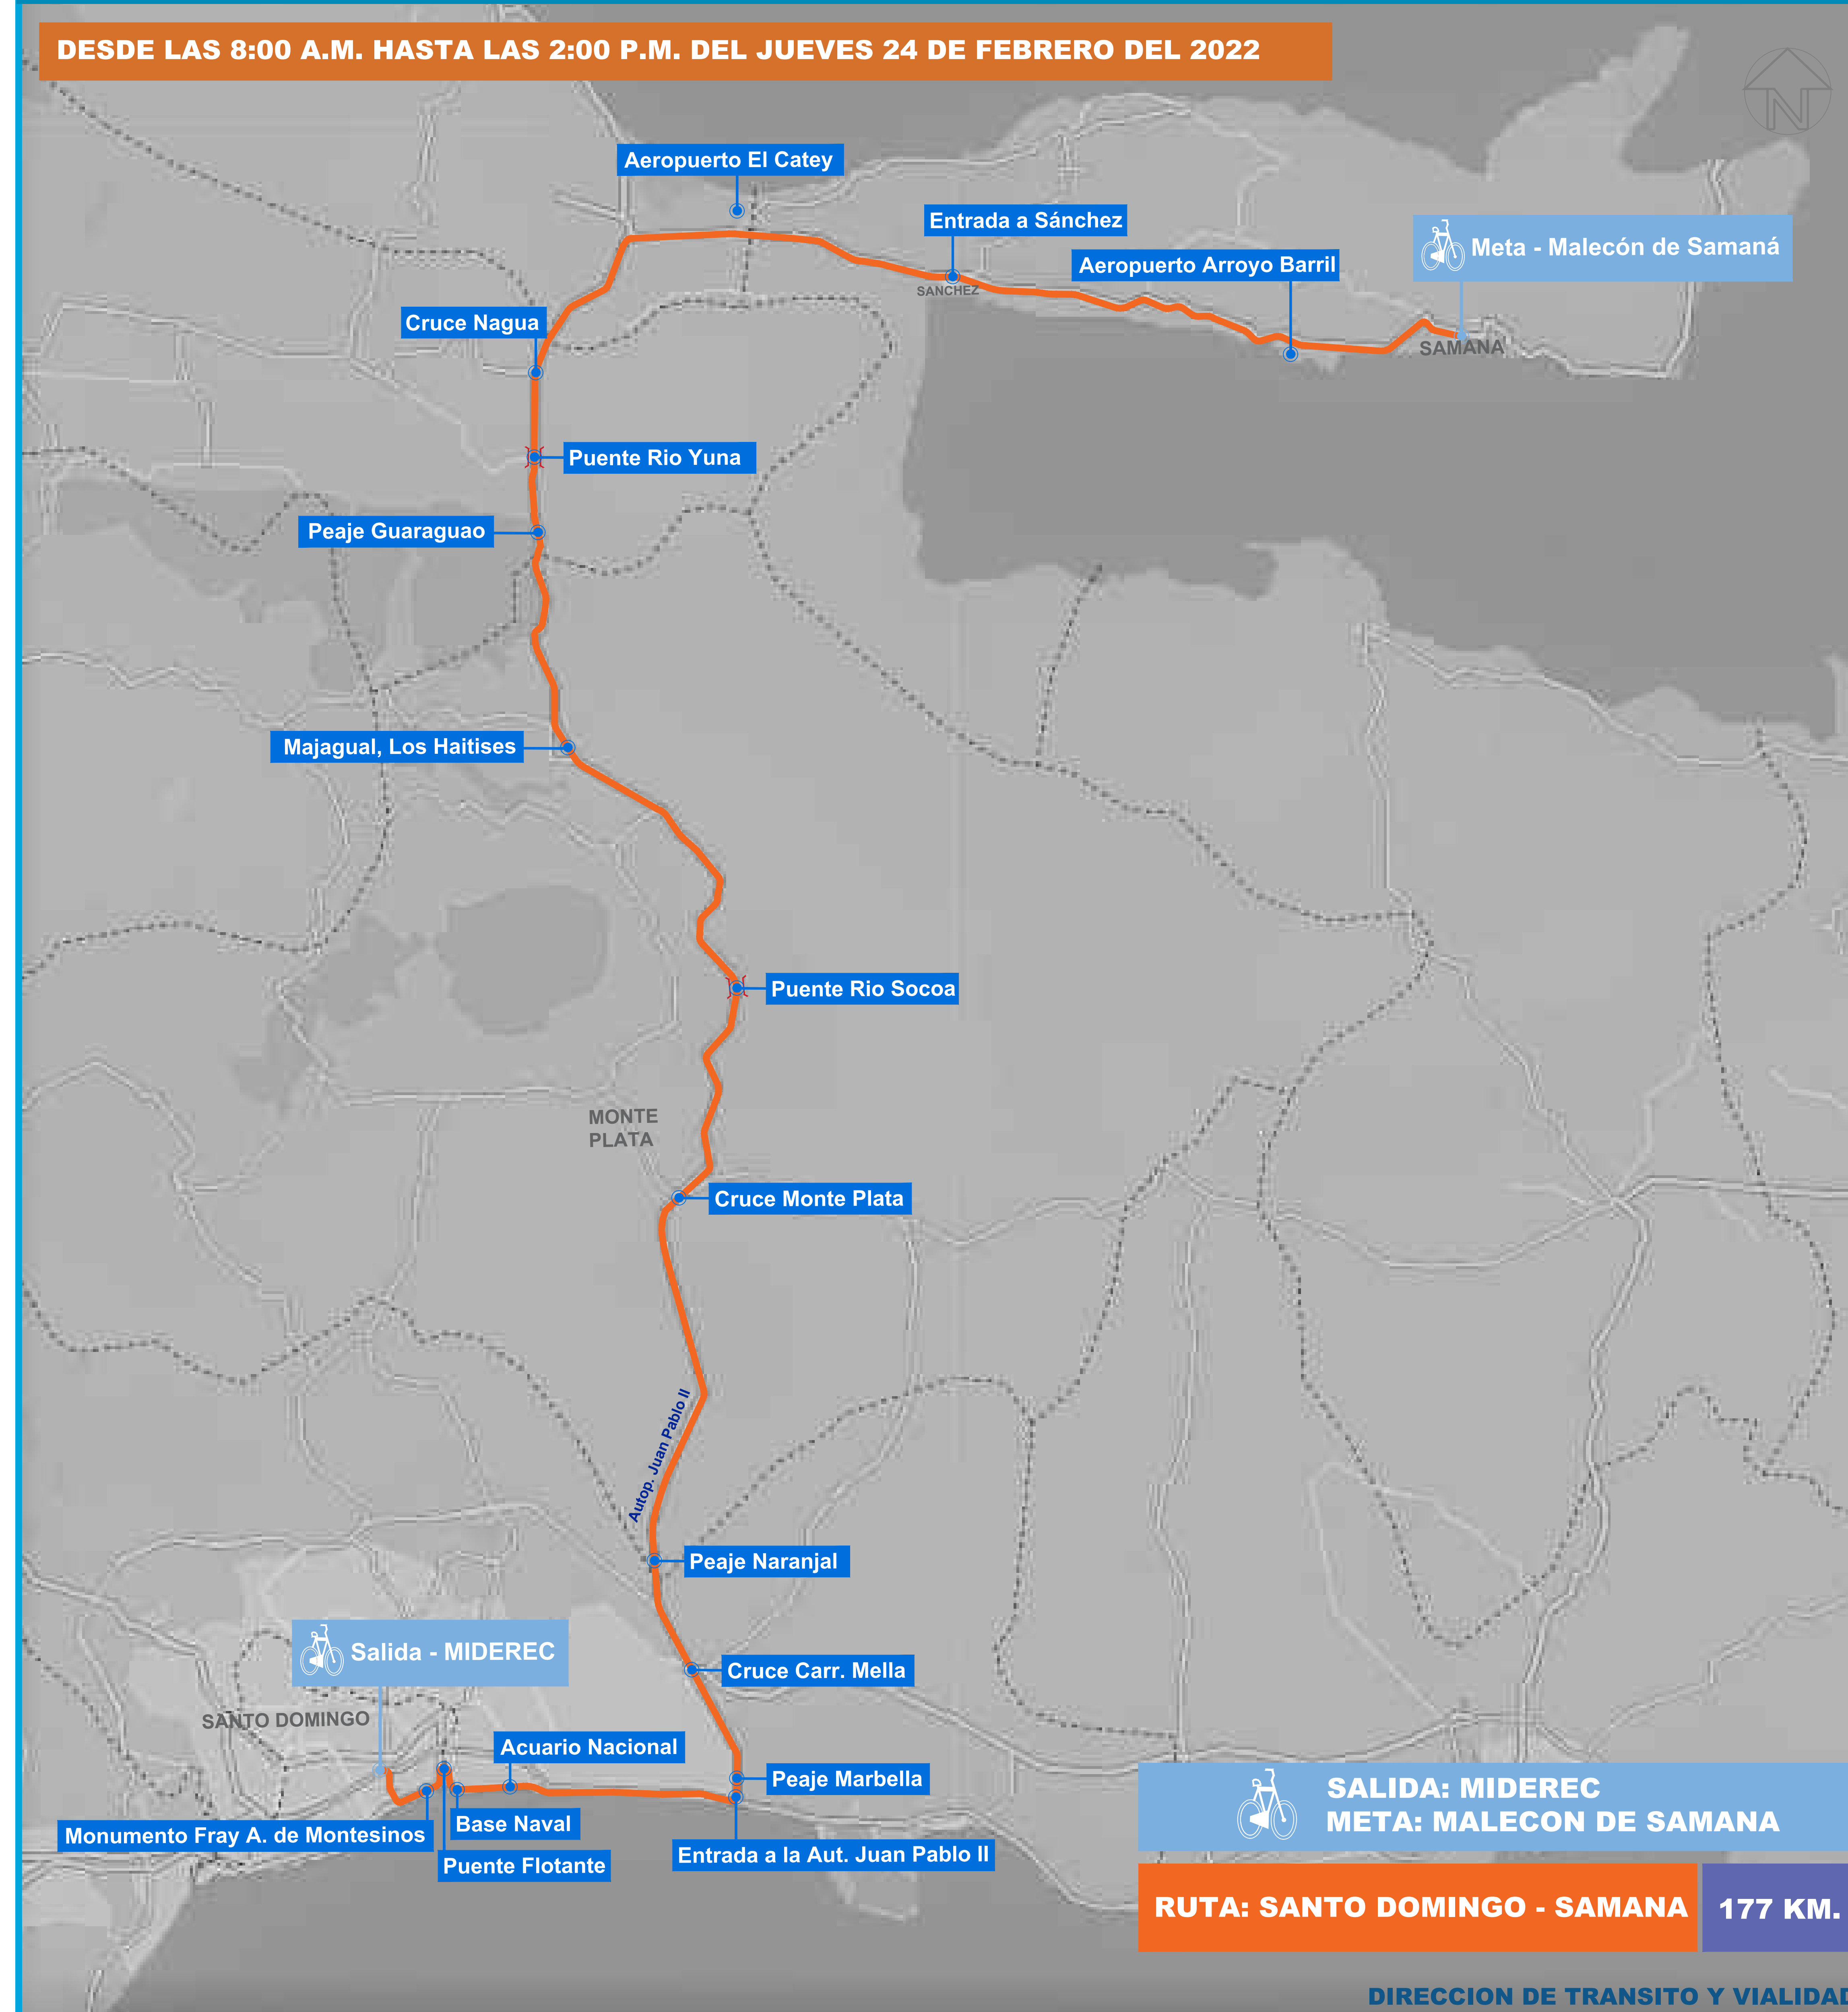 DESDE LAS 8:00 A.M. HASTA LAS 2:00 P.M. DEL JUEVES 24 DE FEBRERO DEL 2022
N
Aeropuerto El Catey
Entrada a Sánchez
Meta - Malecón de Samaná
Aeropuerto Arroyo Barril
SANCHEZ
Cruce Nagua
SAMANA
Puente Rio Yuna
Peaje Guaraguao
Majagual, Los Haitises
Puente Rio Socoa
MONTE
PLATA
Cruce Monte Plata
Autop. Juan Pablo II
Peaje Naranjal
Salida - MIDEREC
Cruce Carr. Mella
SANTO DOMINGO
Acuario Nacional
Peaje Marbella
Base Naval
Monumento Fray A. de Montesinos
Puente Flotante
Entrada a la Aut. Juan Pablo II
SALIDA: MIDEREC
META: MALECON DE SAMANA
RUTA: SANTO DOMINGO - SAMANA
177 KM.
DIRECCION DE TRANSITO Y VIALIDAD